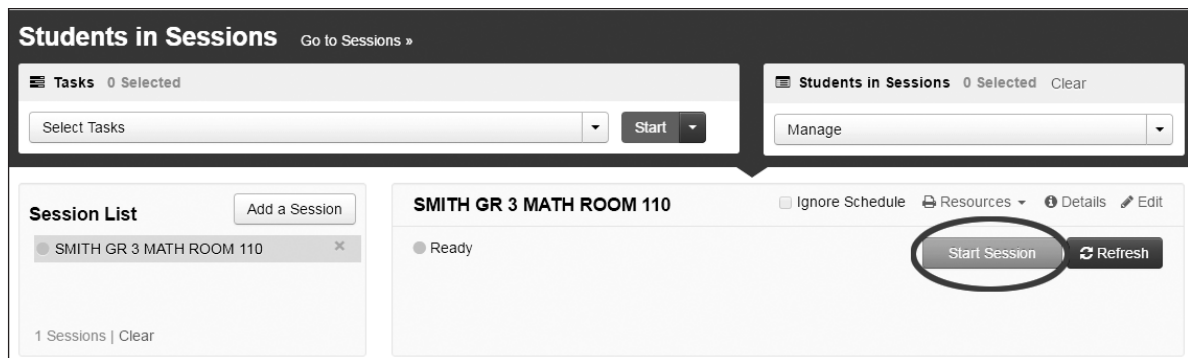 Students in Sessions Go to Sessions »
Tasks 0 Selected
Select Tasks
Start
Students in Sessions 0 Selected Clear
Manage
Session List
Add a Session
SMITH GR 3 MATH ROOM 110 ×
1 Sessions | Clear
SMITH GR 3 MATH ROOM 110
Ignore Schedule Resources Details Edit
Ready
Start Session Refresh